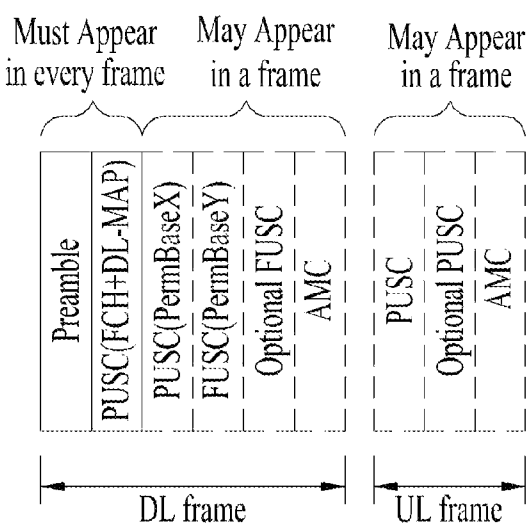 Must Appear
in every frame
May Appear
in a frame
May Appear
in a frame
Preamble
PUSC(FCH+DL-MAP)
PUSC(PermBaseX)
FUSC(PermBaseY)
Optional FUSC
AMC
PUSC
Optional PUSC
AMC
DL frame
UL frame